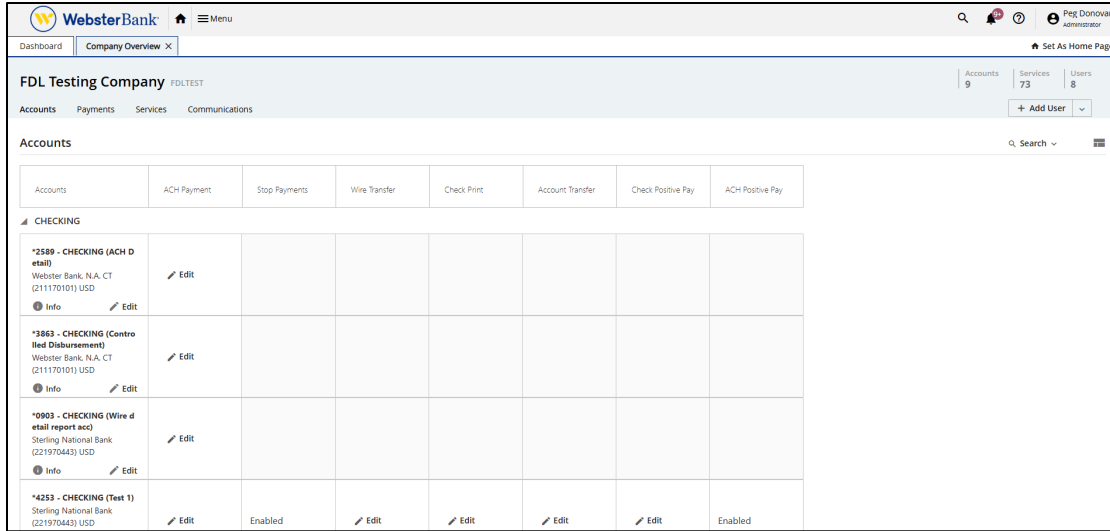 WebsterBank Menu 9+ Peg Donovan
Administrator
Dashboard Company Overview Set As Home Page
FDL Testing Company FDLTEST
Accounts 9 Services 73 Users 8
Accounts Payments Services Communications + Add User
Accounts Search
Accounts ACH Payment Stop Payments Wire Transfer Check Print Account Transfer Check Positive Pay ACH Positive Pay
CHECKING
*2589 - CHECKING (ACH D
etail)
Webster Bank, N.A. CT
(211170101) USD
Edit
Info Edit
*3863 - CHECKING (Contro
lled Disbursement)
Webster Bank, N.A. CT
(211170101) USD
Edit
Info Edit
*0903 - CHECKING (Wire d
etail report acc)
Sterling National Bank
(221970443) USD
Edit
Info Edit
*4253 - CHECKING (Test 1)
Sterling National Bank
(221970443) USD
Edit Enabled Edit Edit Edit Edit Enabled